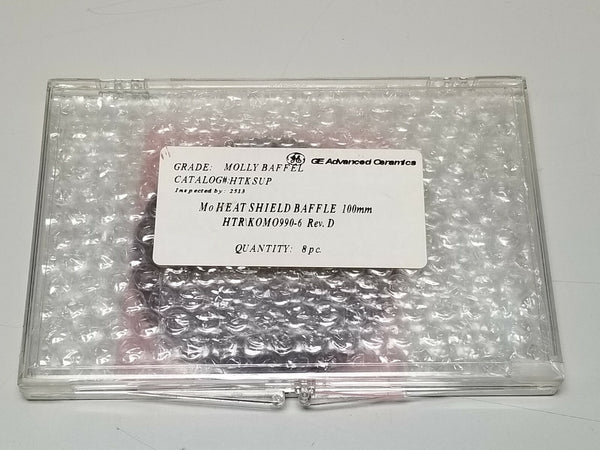 GE Advanced Ceramics
GRADE: MOLLY BAFFEL
CATALOG#:HTKSUP
Inspected by: 2513
Mo HEAT SHIELD BAFFLE 100mm
HTR\KOMO990-6 Rev. D
QUANTITY: 8 pc.